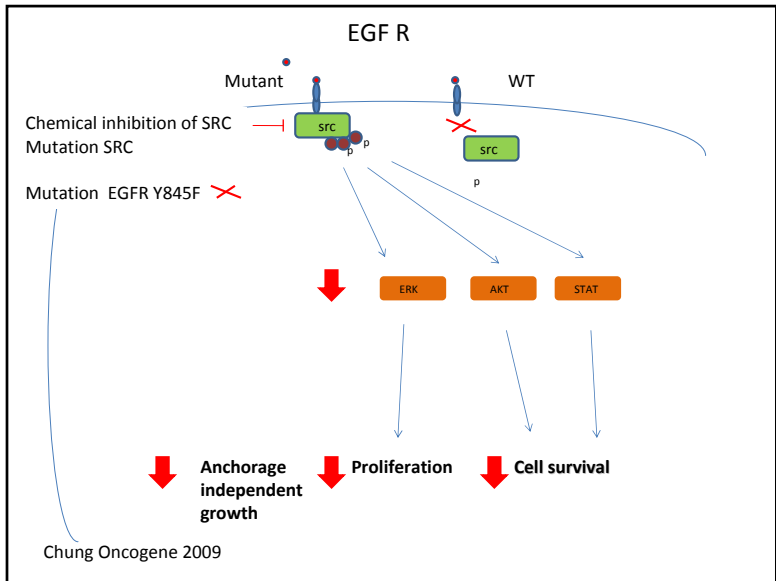 EGF R
Mutant
WT
Chemical inhibition of SRC
Mutation SRC
src
p
p
src
p
Mutation EGFR Y845F
ERK
AKT
STAT
Anchorage
independent
growth
Proliferation
Cell survival
Chung Oncogene 2009